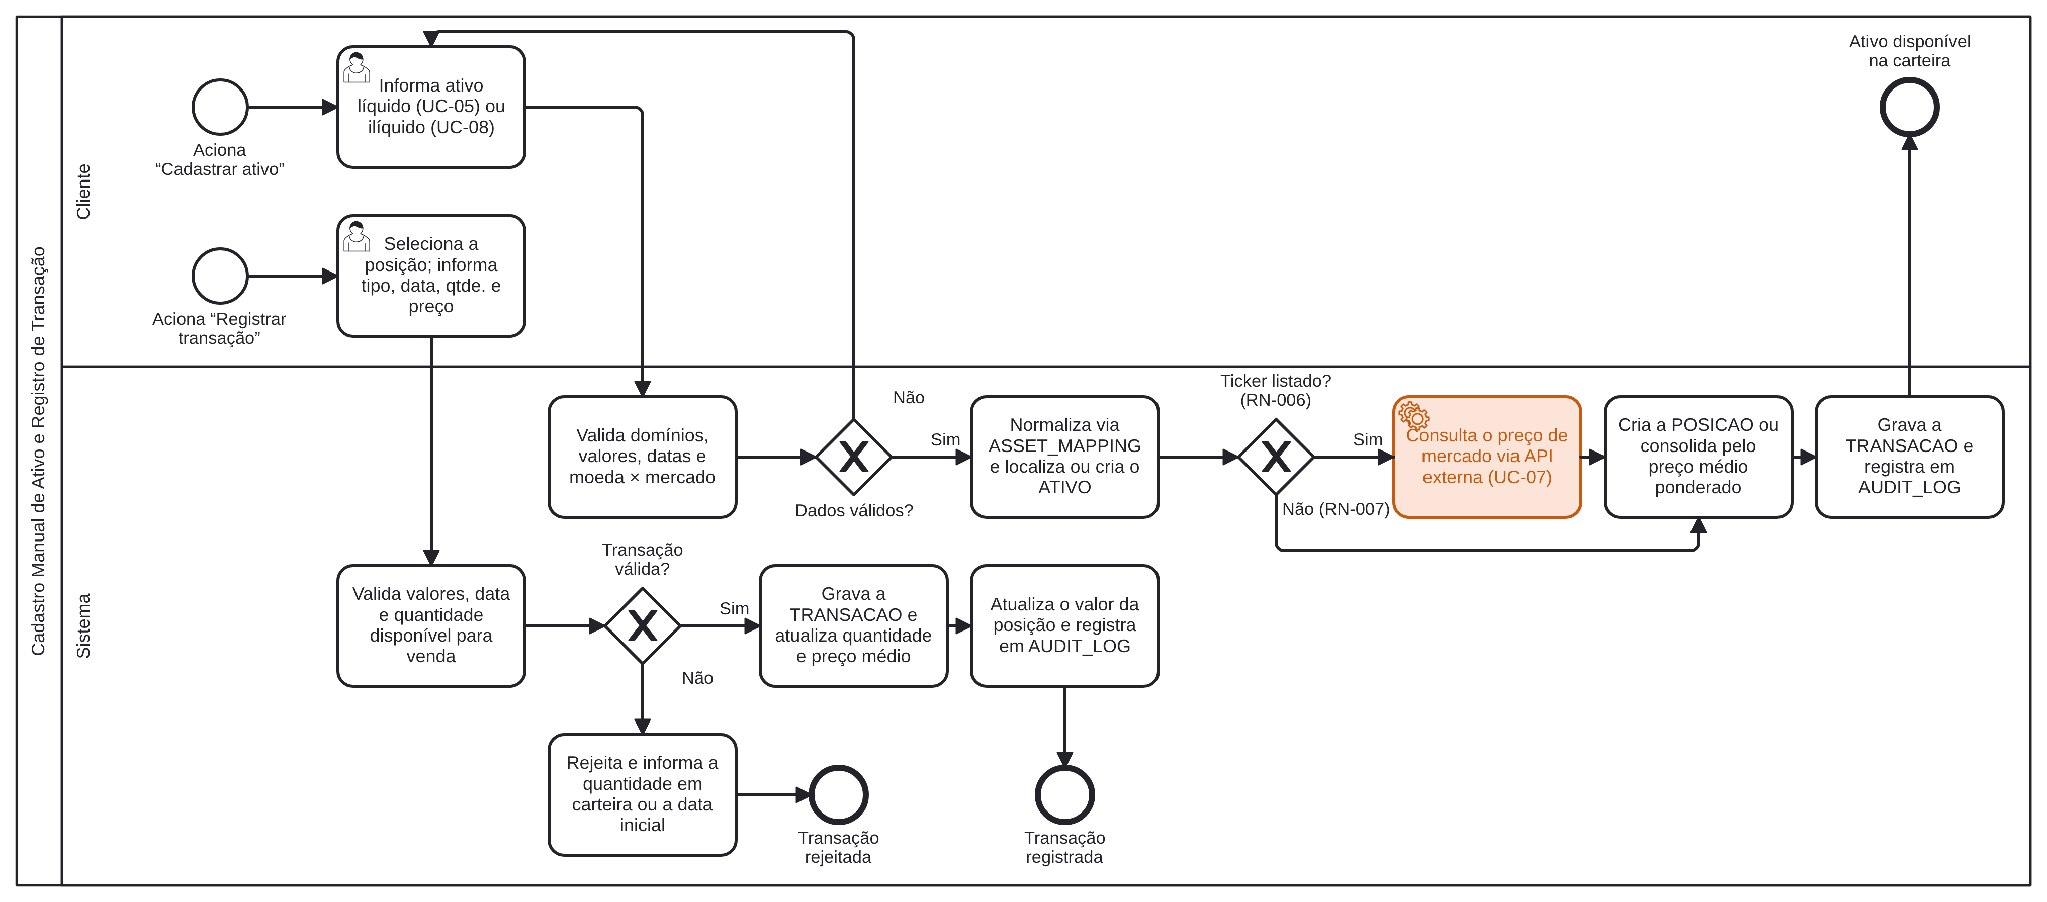 Cadastro Manual de Ativo e Registro de Transação
Cliente
Aciona
“Cadastrar ativo”
Informa ativo
líquido (UC-05) ou
ilíquido (UC-08)
Ativo disponível
na carteira
Aciona “Registrar
transação”
Seleciona a
posição; informa
tipo, data, qtde. e
preço
Sistema
Valida domínios,
valores, datas e
moeda × mercado
Não
Sim
Dados válidos?
Normaliza via
ASSET_MAPPING
e localiza ou cria o
ATIVO
Ticker listado?
(RN-006)
Sim
Não (RN-007)
Consulta o preço de
mercado via API
externa (UC-07)
Cria a POSICAO ou
consolida pelo
preço médio
ponderado
Grava a
TRANSACAO e
registra em
AUDIT_LOG
Valida valores, data
e quantidade
disponível para
venda
Transação
válida?
Sim
Não
Grava a
TRANSACAO e
atualiza quantidade
e preço médio
Atualiza o valor da
posição e registra
em AUDIT_LOG
Rejeita e informa a
quantidade em
carteira ou a data
inicial
Transação
rejeitada
Transação
registrada